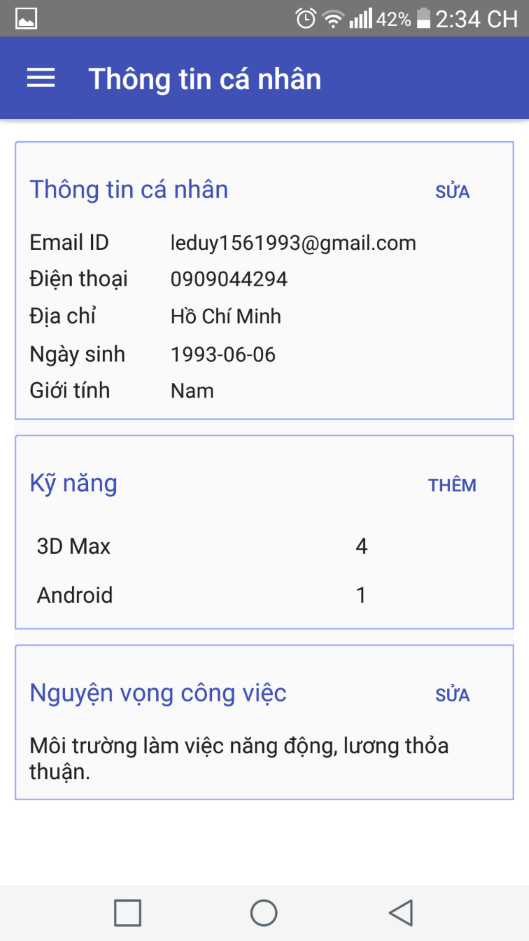 42% 2:34 CH
Thông tin cá nhân
Thông tin cá nhân SỬA
Email ID leduy1561993@gmail.com
Điện thoại 0909044294
Địa chỉ Hồ Chí Minh
Ngày sinh 1993-06-06
Giới tính Nam
Kỹ năng THÊM
3D Max 4
Android 1
Nguyện vọng công việc SỬA
Môi trường làm việc năng động, lương thỏa
thuận.